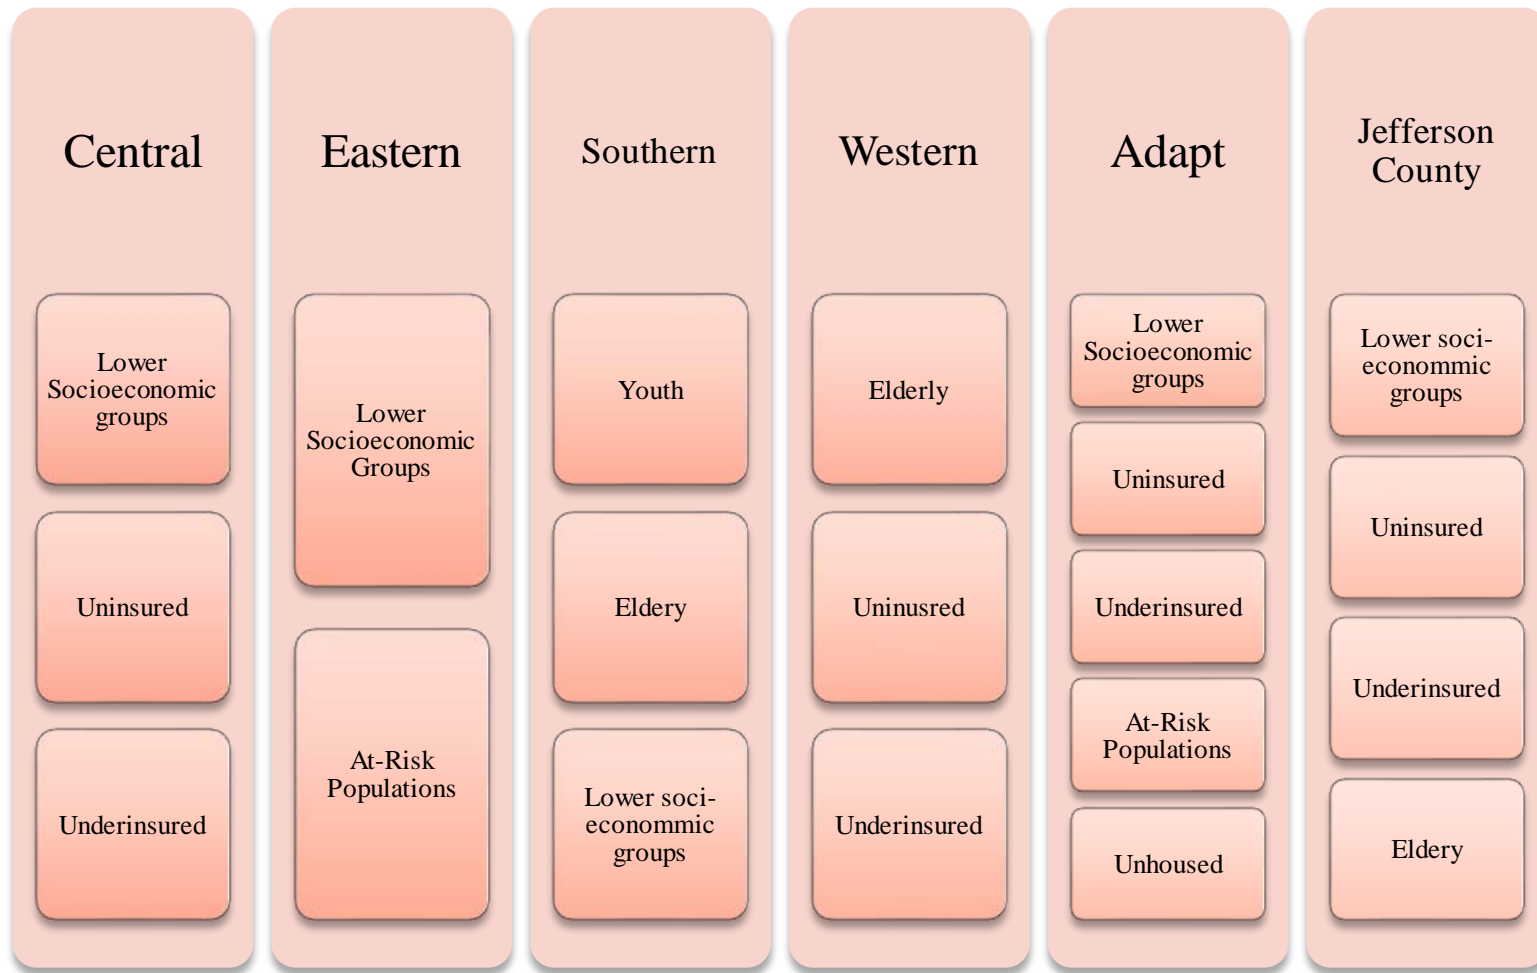 Central
Lower
Socioeconomic
groups
Uninsured
Underinsured
Eastern
Lower
Socioeconomic
Groups
At-Risk
Populations
Southern
Youth
Eldery
Lower soci-
econommic
groups
Western
Elderly
Uninusred
Underinsured
Adapt
Lower
Socioeconomic
groups
Uninsured
Underinsured
At-Risk
Populations
Unhoused
Jefferson
County
Lower soci-
econommic
groups
Uninsured
Underinsured
Eldery